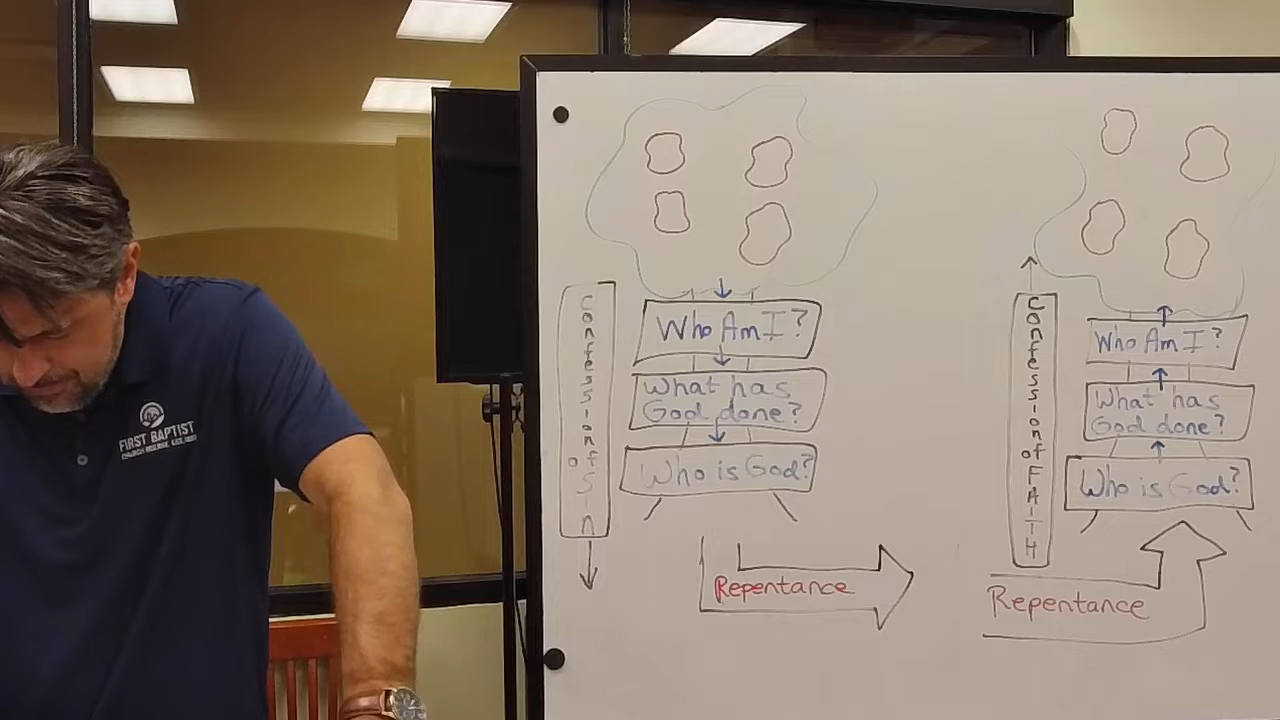 FIRST BAPTIST
Confession of Sin
Who Am I?
What has
God done?
Who is God?
Repentance
Confession of FAITH
Who Am I?
What has
God done?
Who is God?
Repentance